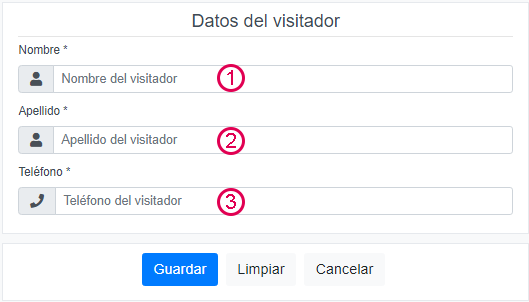 Datos del visitador
Nombre *
Nombre del visitador 1
Apellido *
Apellido del visitador 2
Teléfono *
Teléfono del visitador 3
Guardar Limpiar Cancelar